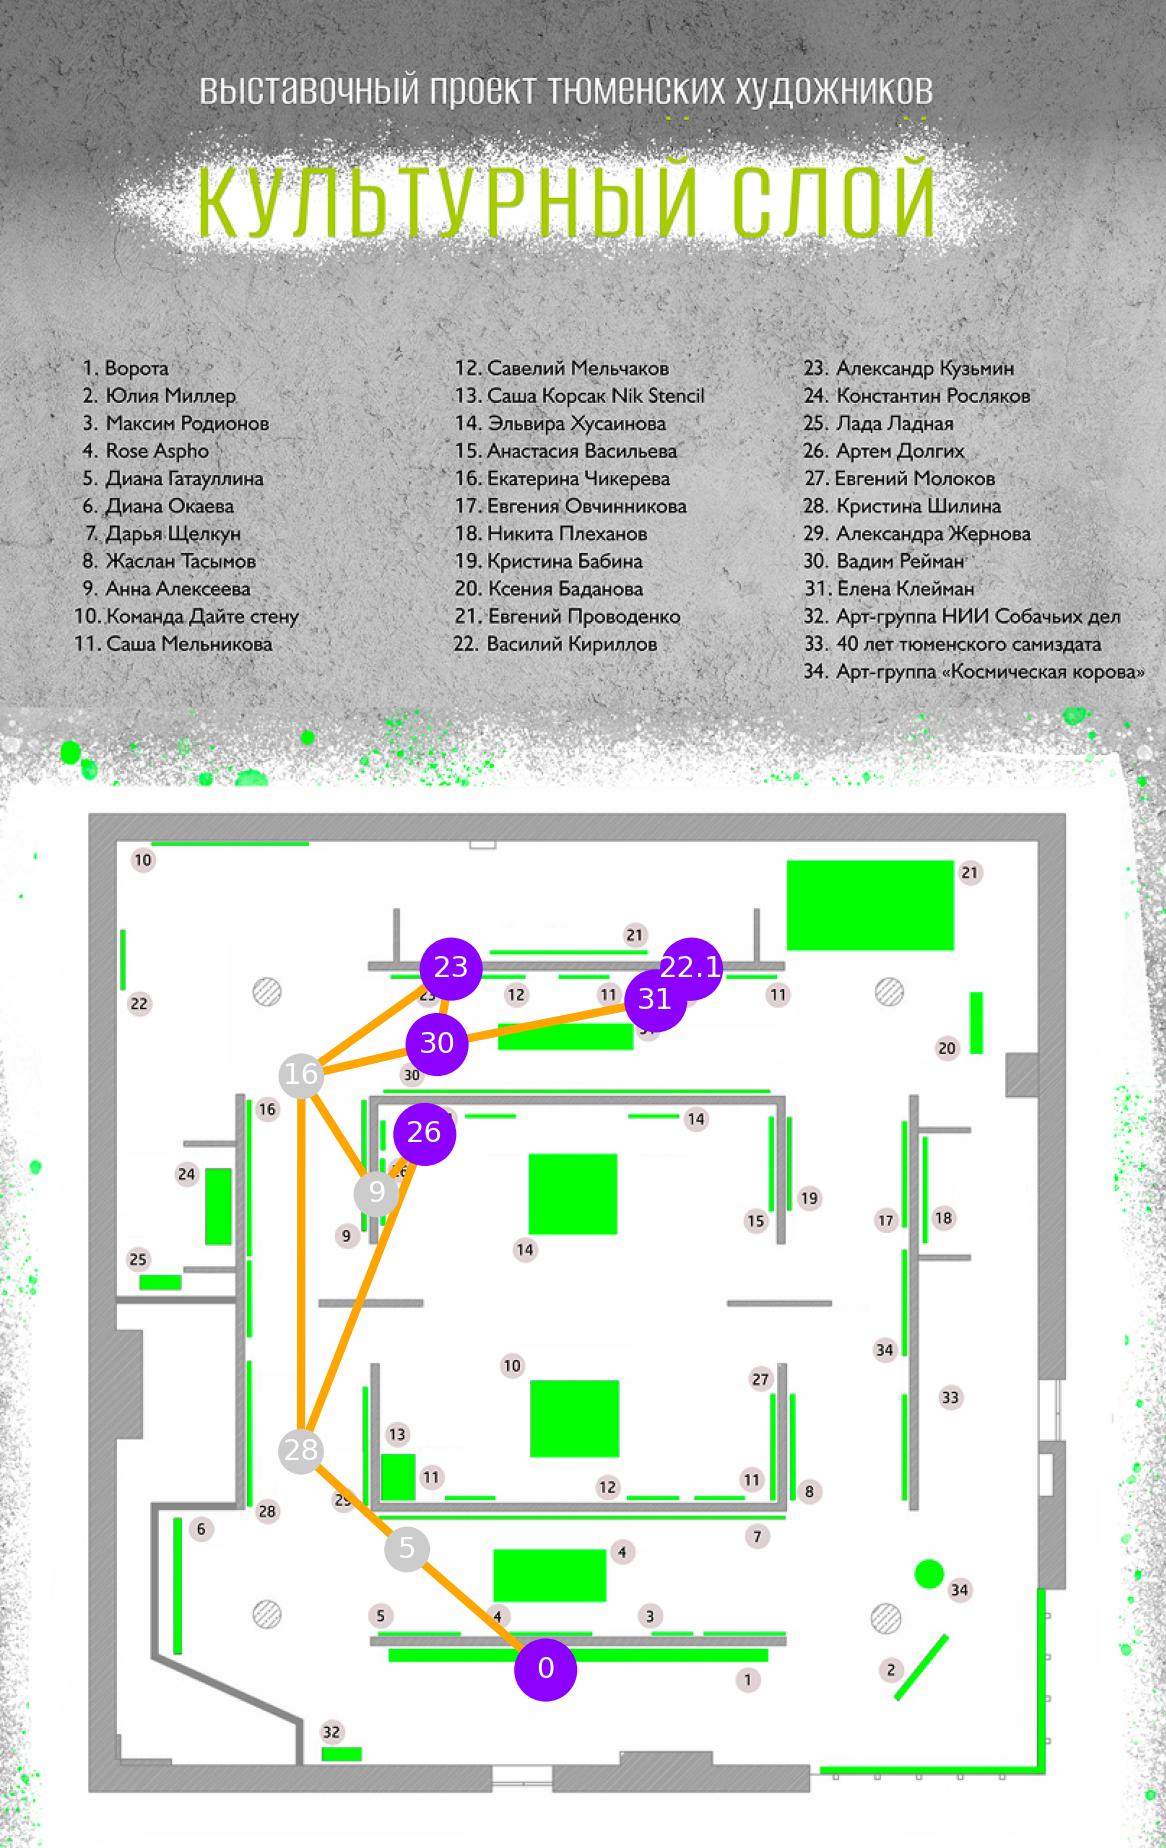 выставочный проект тюменских художников
КУЛЬТУРНЫЙ СЛОЙ
1. Ворота
2. Юлия Миллер
3. Максим Родионов
4. Rose Aspho
5. Диана Гатауллина
6. Диана Окаева
7. Дарья Щелкун
8. Жаслан Тасымов
9. Анна Алексеева
10. Команда Дайте стену
11. Саша Мельникова
12. Савелий Мельчаков
13. Саша Корсак Nik Stencil
14. Эльвира Хусаинова
15. Анастасия Васильева
16. Екатерина Чикерева
17. Евгения Овчинникова
18. Никита Плеханов
19. Кристина Бабина
20. Ксения Баданова
21. Евгений Проводенко
22. Василий Кириллов
23. Александр Кузьмин
24. Константин Росляков
25. Лада Ладная
26. Артем Долгих
27. Евгений Молоков
28. Кристина Шилина
29. Александра Жернова
30. Вадим Рейман
31. Елена Клейман
32. Арт-группа НИИ Собачьих дел
33. 40 лет тюменского самиздата
34. Арт-группа «Космическая корова»
10
21
21
23
22.1
22
12
11
31
11
30
20
16
30
16
26
14
24
9
19
9
15
17
18
14
25
34
10
27
33
13
28
11
12
11
8
29
28
6
7
5
4
34
5
4
3
0
2
1
32